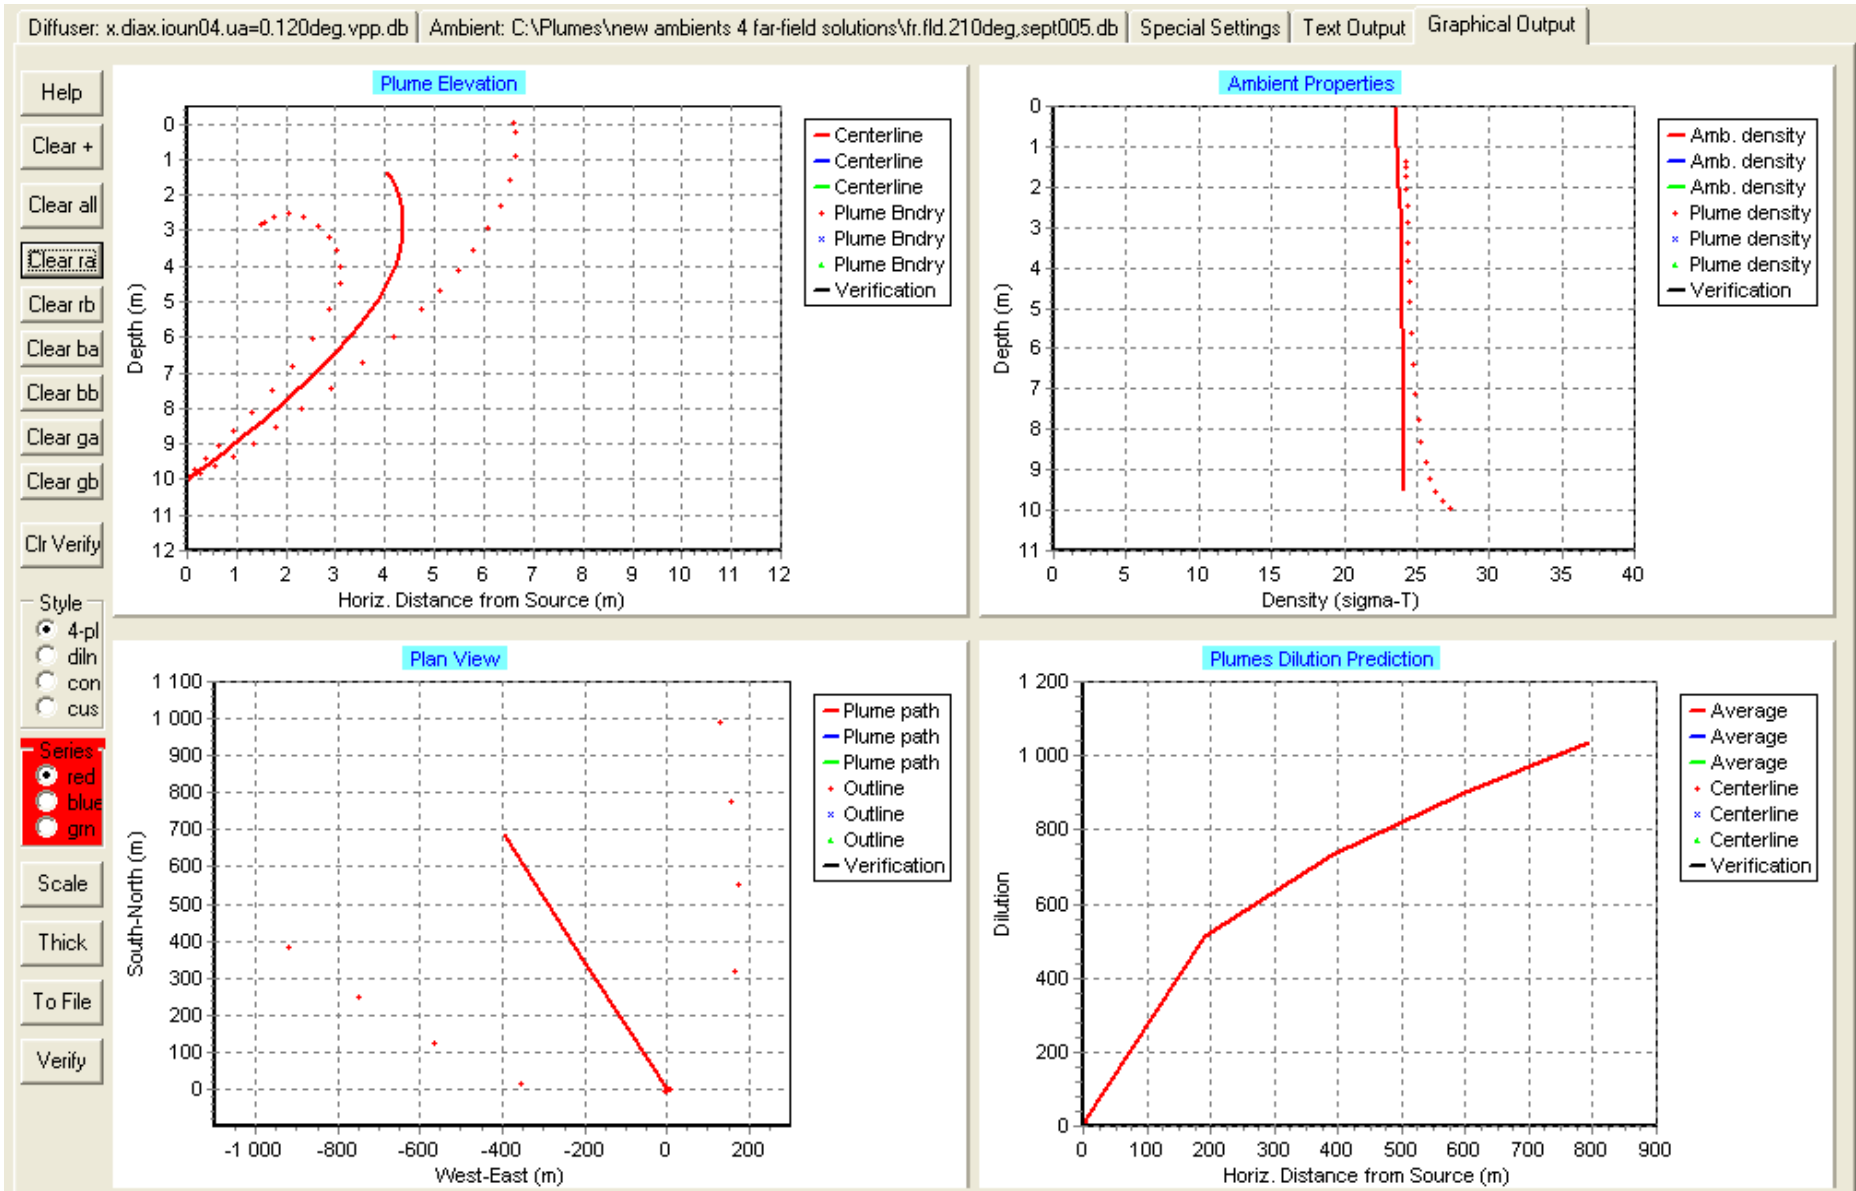 Diffuser: x.diax.ioun04.ua=0.120deg.vpp.db
Ambient: C:\Plumes\new ambients 4 far-field solutions\fr.fld.210deg,sept005.db
Special Settings
Text Output
Graphical Output
Help
Clear +
Clear all
Clear ra
Clear rb
Clear ba
Clear bb
Clear ga
Clear gb
Clr Verify
Style
4-pl
diln
con
cus
Series
red
blue
grn
Scale
Thick
To File
Verify
Plume Elevation
Depth (m)
0
1
2
3
4
5
6
7
8
9
10
11
12
0 1 2 3 4 5 6 7 8 9 10 11 12
Horiz. Distance from Source (m)
Centerline
Centerline
Centerline
Plume Bndry
Plume Bndry
Plume Bndry
Verification
Ambient Properties
Depth (m)
0
1
2
3
4
5
6
7
8
9
10
11
0 5 10 15 20 25 30 35 40
Density (sigma-T)
Amb. density
Amb. density
Amb. density
Plume density
Plume density
Plume density
Verification
Plan View
South-North (m)
1 100
1 000
900
800
700
600
500
400
300
200
100
0
-1 000 -800 -600 -400 -200 0 200
West-East (m)
Plume path
Plume path
Plume path
Outline
Outline
Outline
Verification
Plumes Dilution Prediction
Dilution
1 200
1 000
800
600
400
200
0
0 100 200 300 400 500 600 700 800 900
Horiz. Distance from Source (m)
Average
Average
Average
Centerline
Centerline
Centerline
Verification